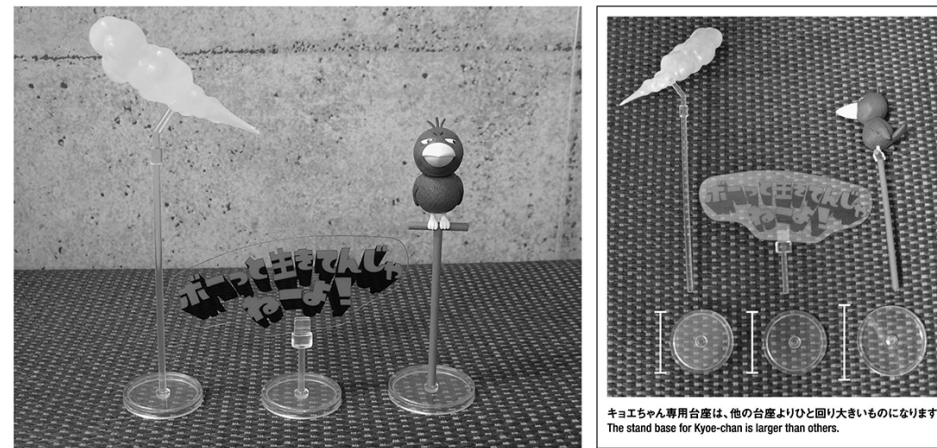 ボーっと生きてんじゃ
ねーよ！
ボーっと生きてんじゃ
ねーよ！
キョエちゃん専用台座は、他の台座よりひと回り大きいものになります
The stand base for Kyoe-chan is larger than others.